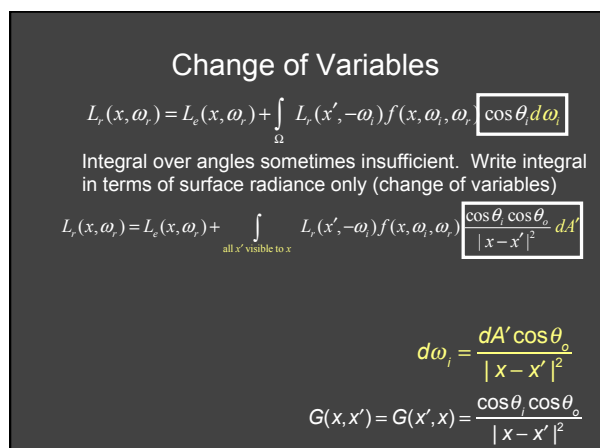 Change of Variables
L_r(x, ω_r) = L_e(x, ω_r) + ∫_Ω L_r(x′, −ω_i) f(x, ω_i, ω_r) cos θ_i dω_i
Integral over angles sometimes insufficient. Write integral
in terms of surface radiance only (change of variables)
L_r(x, ω_r) = L_e(x, ω_r) + ∫_{all x′ visible to x} L_r(x′, −ω_i) f(x, ω_i, ω_r) (cos θ_i cos θ_o / | x − x′ |²) dA′
dω_i = dA′ cos θ_o / | x − x′ |²
G(x, x′) = G(x′, x) = cos θ_i cos θ_o / | x − x′ |²